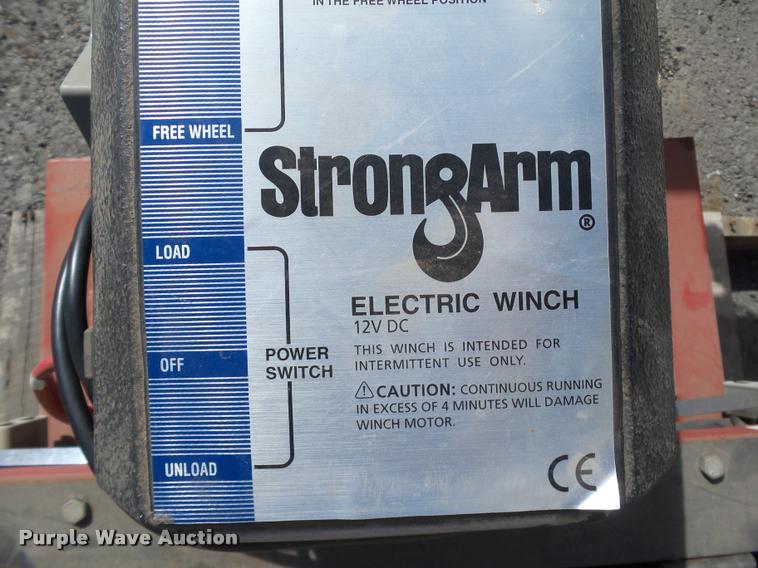 IN THE FREE WHEEL POSITION
FREE WHEEL
StrongArm
®
LOAD
ELECTRIC WINCH
12V DC
POWER
SWITCH
OFF
THIS WINCH IS INTENDED FOR
INTERMITTENT USE ONLY.
⚠CAUTION: CONTINUOUS RUNNING
IN EXCESS OF 4 MINUTES WILL DAMAGE
WINCH MOTOR.
UNLOAD
CE
Purple Wave Auction